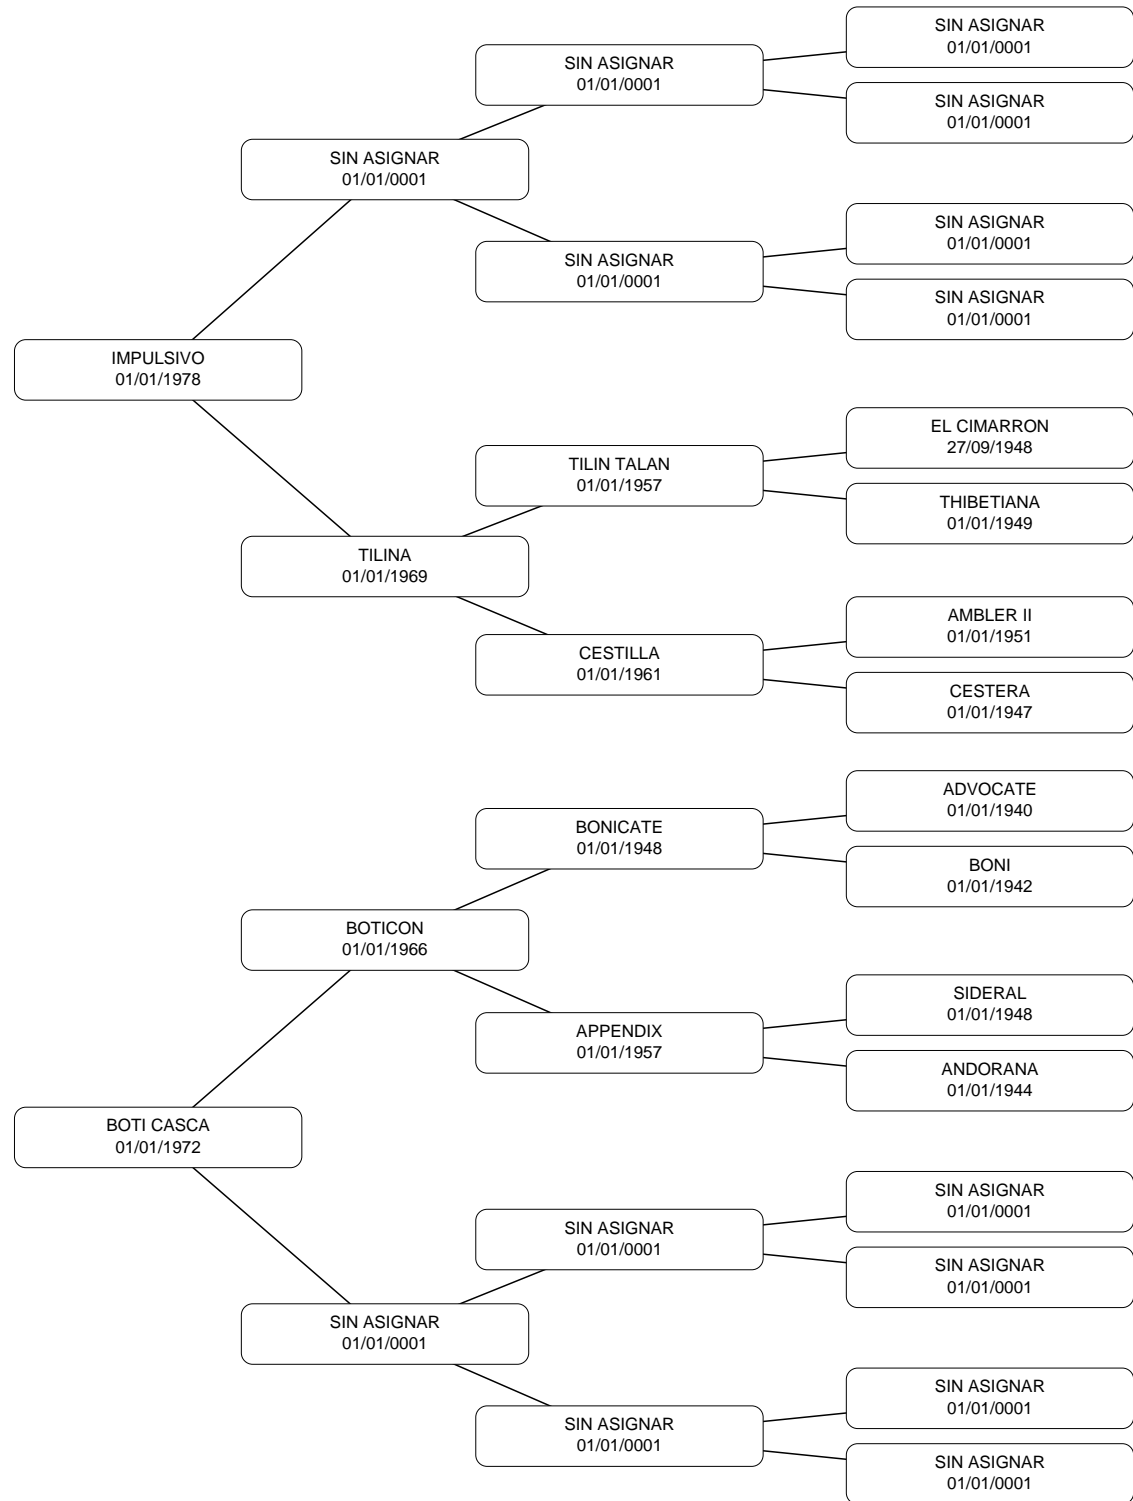 SIN ASIGNAR
01/01/0001
SIN ASIGNAR
01/01/0001
SIN ASIGNAR
01/01/0001
SIN ASIGNAR
01/01/0001
SIN ASIGNAR
01/01/0001
SIN ASIGNAR
01/01/0001
SIN ASIGNAR
01/01/0001
IMPULSIVO
01/01/1978
EL CIMARRON
27/09/1948
TILIN TALAN
01/01/1957
THIBETIANA
01/01/1949
TILINA
01/01/1969
AMBLER II
01/01/1951
CESTILLA
01/01/1961
CESTERA
01/01/1947
ADVOCATE
01/01/1940
BONICATE
01/01/1948
BONI
01/01/1942
BOTICON
01/01/1966
SIDERAL
01/01/1948
APPENDIX
01/01/1957
ANDORANA
01/01/1944
BOTI CASCA
01/01/1972
SIN ASIGNAR
01/01/0001
SIN ASIGNAR
01/01/0001
SIN ASIGNAR
01/01/0001
SIN ASIGNAR
01/01/0001
SIN ASIGNAR
01/01/0001
SIN ASIGNAR
01/01/0001
SIN ASIGNAR
01/01/0001